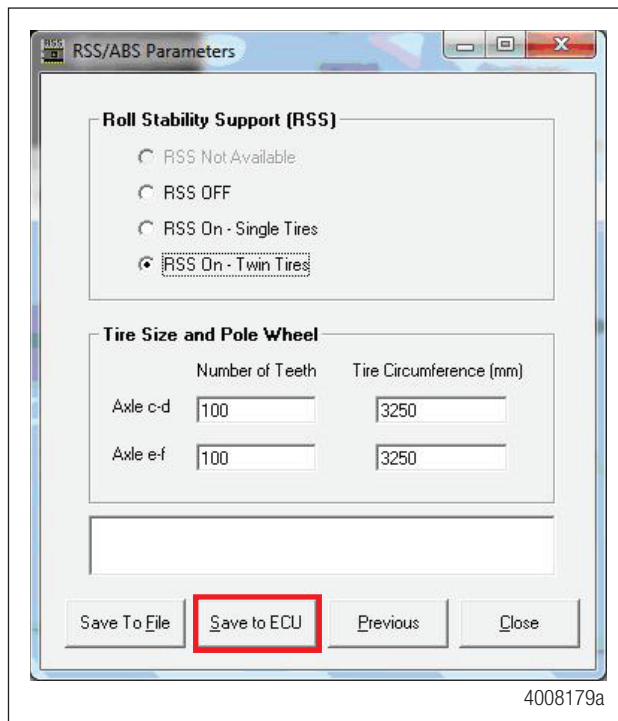 RSS
RSS/ABS Parameters
Roll Stability Support (RSS)
RSS Not Available
RSS OFF
RSS On - Single Tires
RSS On - Twin Tires
Tire Size and Pole Wheel
Number of Teeth Tire Circumference (mm)
Axle c-d 100 3250
Axle e-f 100 3250
Save To File Save to ECU Previous Close
4008179a